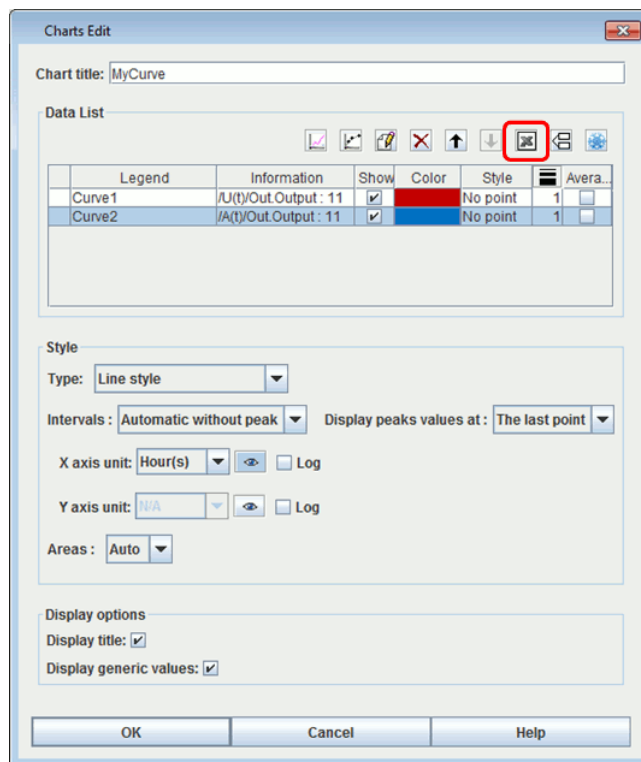 Charts Edit
Chart title: MyCurve
Data List
Legend Information Show Color Style Avera...
Curve1 /U(t)/Out.Output : 11 No point 1
Curve2 /A(t)/Out.Output : 11 No point 1
Style
Type: Line style
Intervals : Automatic without peak Display peaks values at : The last point
X axis unit: Hour(s) Log
Y axis unit: N/A Log
Areas : Auto
Display options
Display title:
Display generic values:
OK Cancel Help